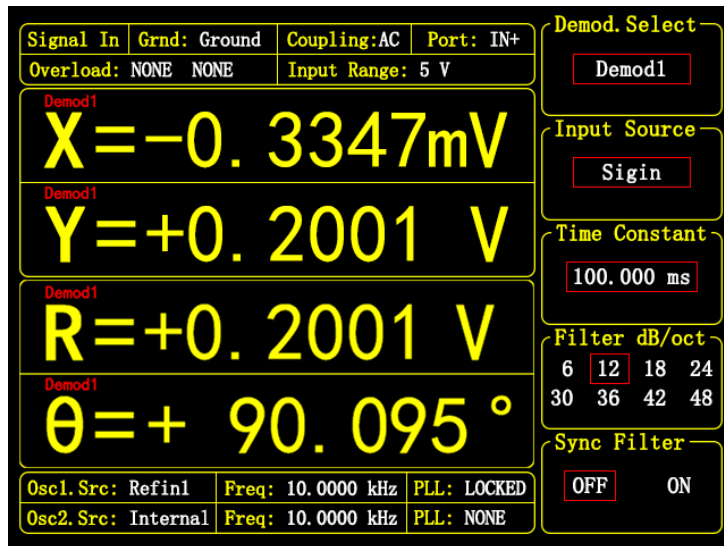 Signal In Grnd: Ground Coupling:AC Port: IN+
Overload: NONE NONE Input Range: 5 V
Demod1
X=-0.3347mV
Demod1
Y=+0.2001 V
Demod1
R=+0.2001 V
Demod1
θ=+ 90.095°
Osc1.Src: Refin1 Freq: 10.0000 kHz PLL: LOCKED
Osc2.Src: Internal Freq: 10.0000 kHz PLL: NONE
Demod.Select
Demod1
Input Source
Sigin
Time Constant
100.000 ms
Filter dB/oct
6 12 18 24
30 36 42 48
Sync Filter
OFF ON